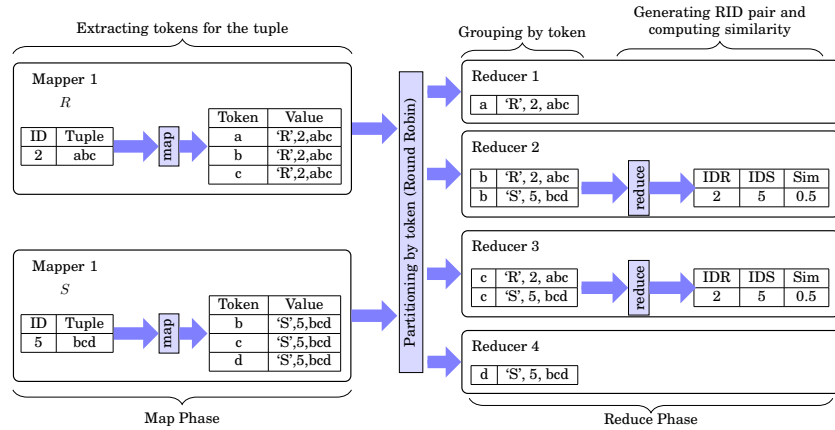 Extracting tokens for the tuple
Grouping by token
Generating RID pair and
computing similarity
Mapper 1
R
ID Tuple
2 abc
map
Token Value
a ‘R’,2,abc
b ‘R’,2,abc
c ‘R’,2,abc
Mapper 1
S
ID Tuple
5 bcd
map
Token Value
b ‘S’,5,bcd
c ‘S’,5,bcd
d ‘S’,5,bcd
Map Phase
Partitioning by token (Round Robin)
Reducer 1
a ‘R’, 2, abc
Reducer 2
b ‘R’, 2, abc
b ‘S’, 5, bcd
reduce
IDR IDS Sim
2 5 0.5
Reducer 3
c ‘R’, 2, abc
c ‘S’, 5, bcd
reduce
IDR IDS Sim
2 5 0.5
Reducer 4
d ‘S’, 5, bcd
Reduce Phase